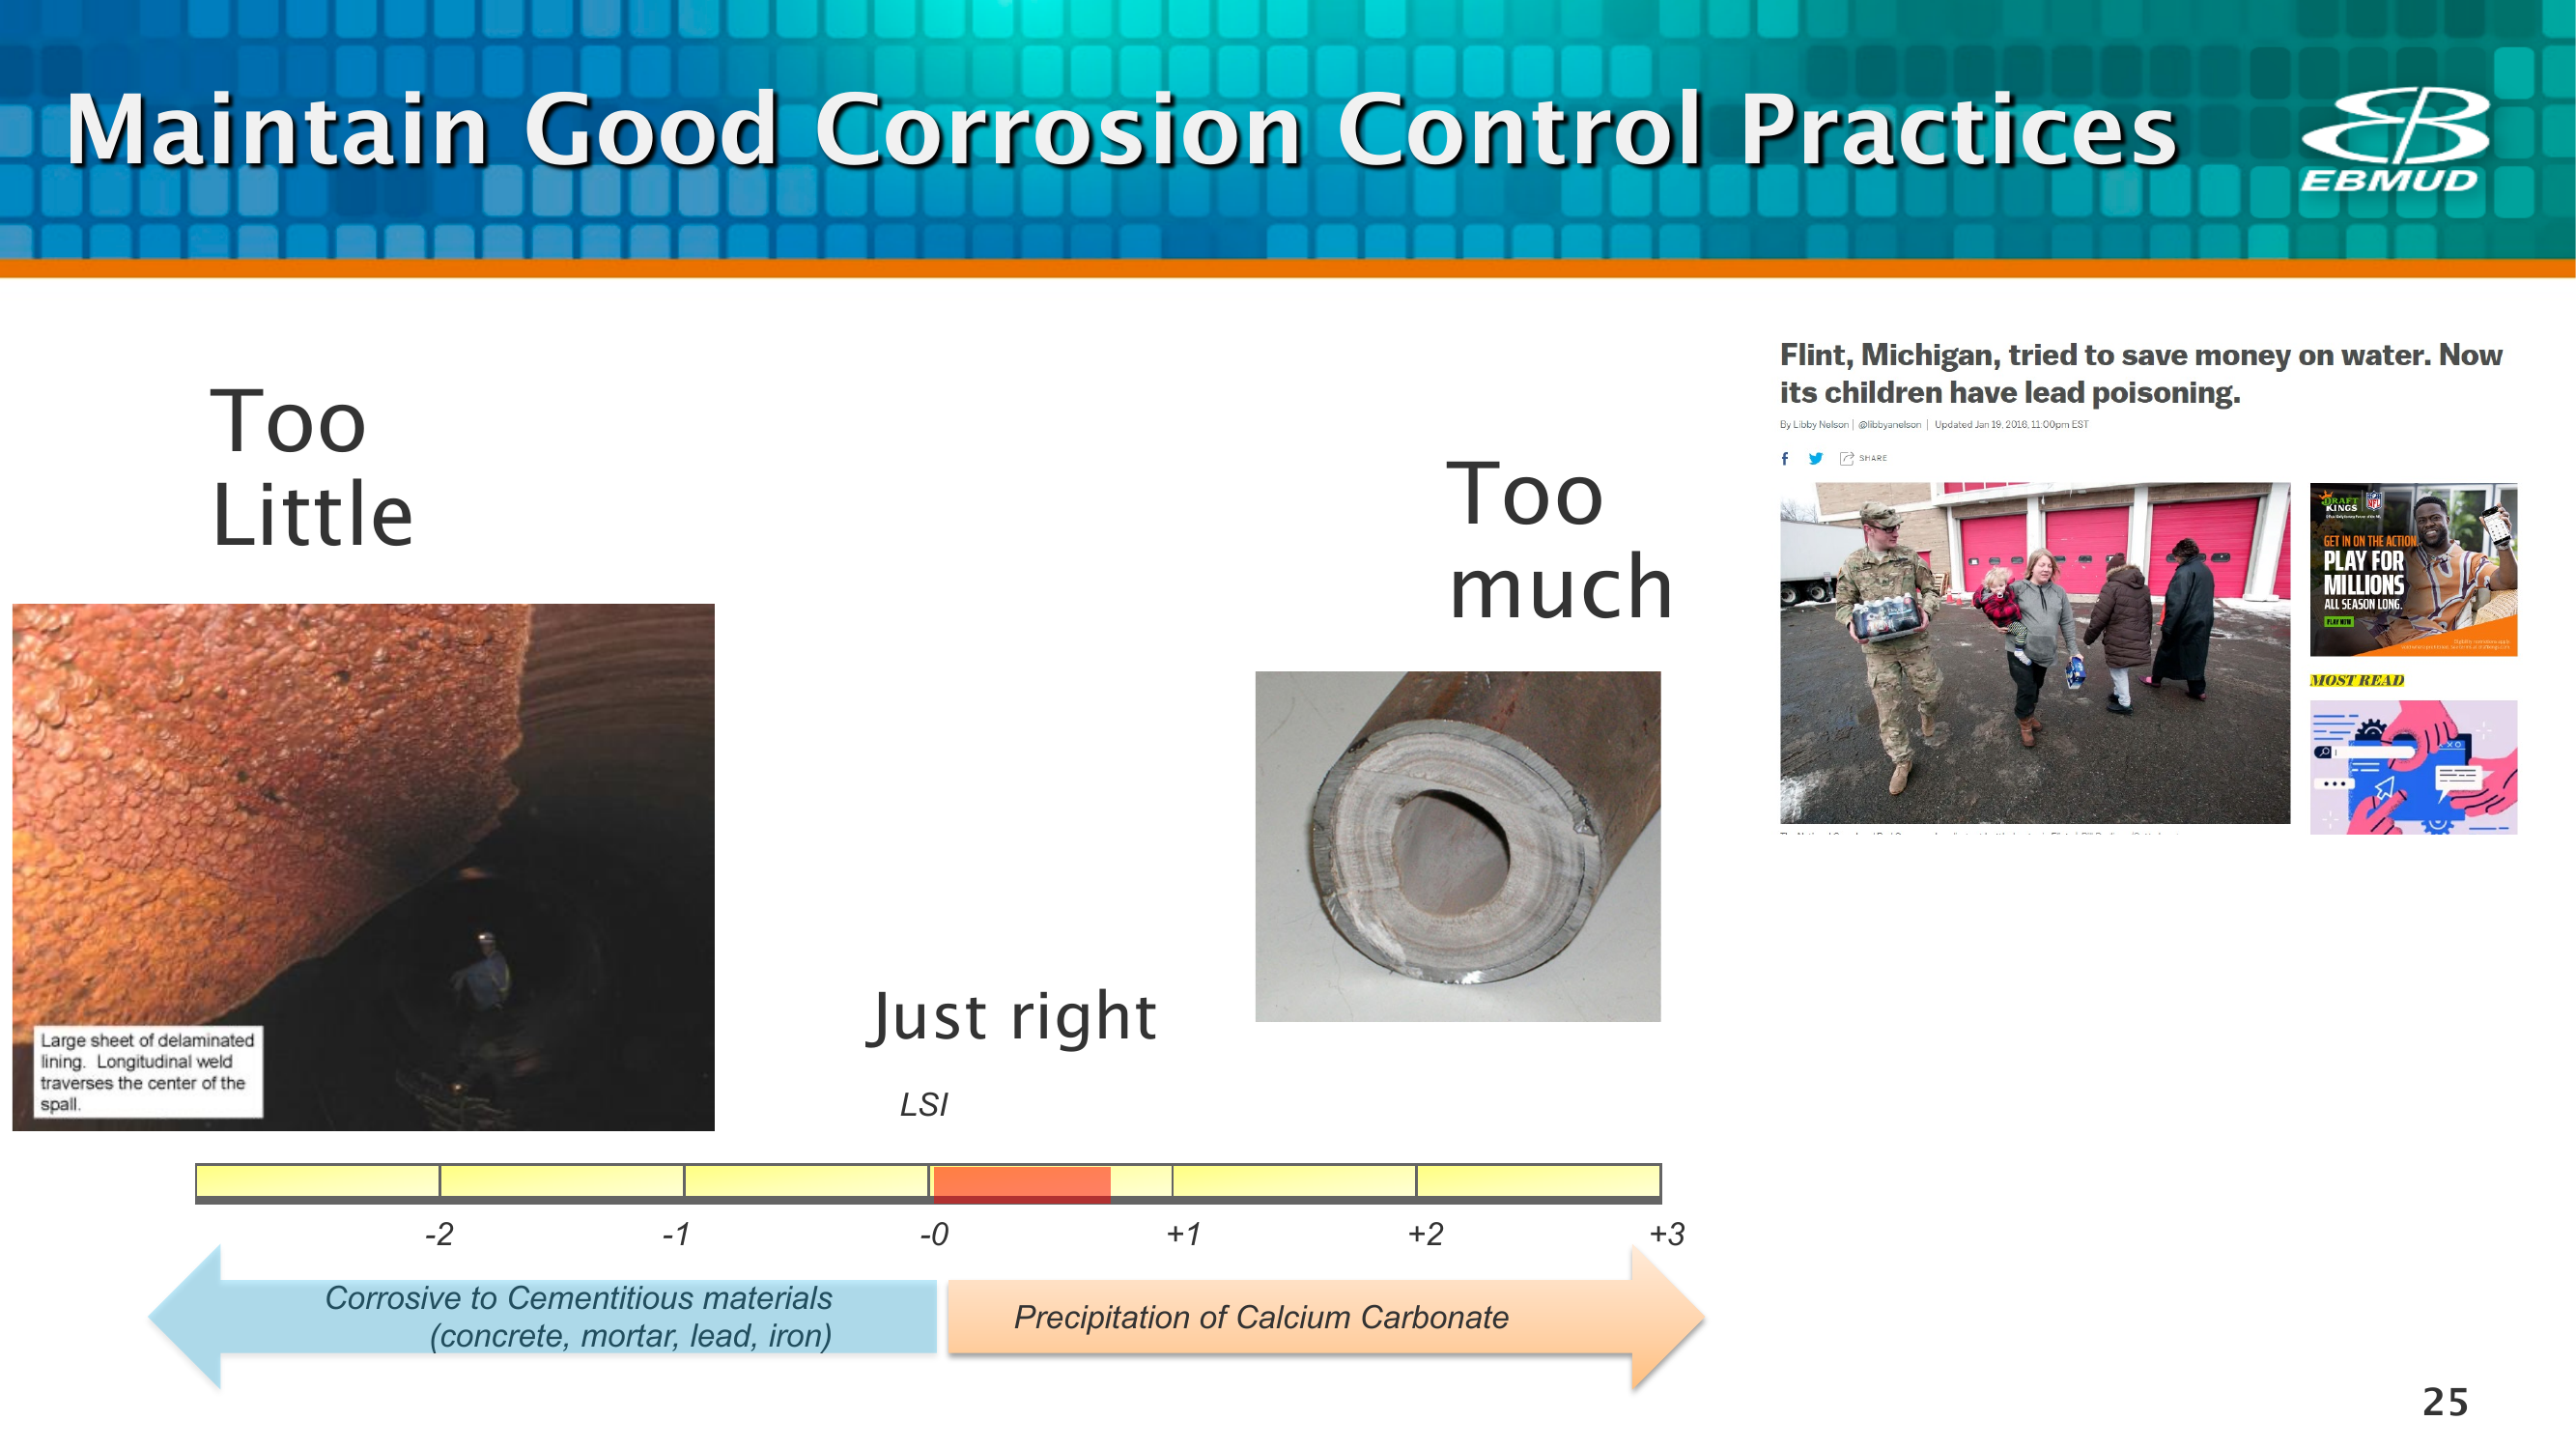 Maintain Good Corrosion Control Practices
EBMUD
Too
Little
Too
much
Flint, Michigan, tried to save money on water. Now
its children have lead poisoning.
By Libby Nelson | @libbyanelson | Updated Jan 19, 2016, 11:00pm EST
SHARE
DRAFT
KINGS
NFL
GET IN ON THE ACTION.
PLAY FOR
MILLIONS
ALL SEASON LONG.
PLAY NOW
MOST READ
Large sheet of delaminated
lining. Longitudinal weld
traverses the center of the
spall.
Just right
LSI
-2 -1 -0 +1 +2 +3
Corrosive to Cementitious materials
(concrete, mortar, lead, iron)
Precipitation of Calcium Carbonate
25